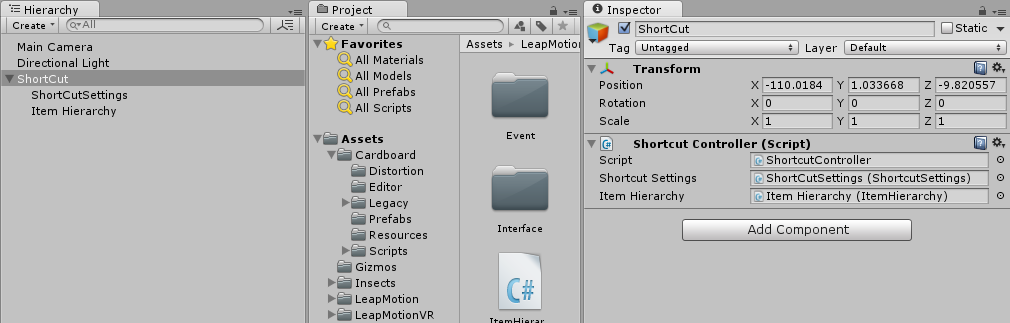 Hierarchy
Create
All
Main Camera
Directional Light
ShortCut
ShortCutSettings
Item Hierarchy
Project
Create
Favorites
All Materials
All Models
All Prefabs
All Scripts
Assets
Cardboard
Distortion
Editor
Legacy
Prefabs
Resources
Scripts
Gizmos
Insects
LeapMotion
LeapMotionVR
Assets LeapMotion
Event
Interface
C#
ItemHierar...
Inspector
ShortCut Static
Tag Untagged Layer Default
Transform
Position X -110.0184 Y 1.033668 Z -9.820557
Rotation X 0 Y 0 Z 0
Scale X 1 Y 1 Z 1
Shortcut Controller (Script)
Script ShortcutController
Shortcut Settings ShortCutSettings (ShortcutSettings)
Item Hierarchy Item Hierarchy (ItemHierarchy)
Add Component